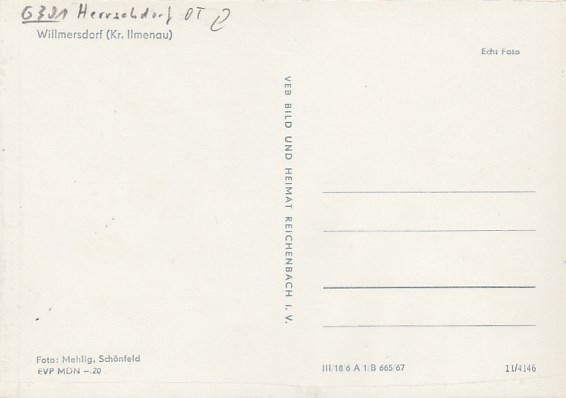 6301 Herrschdorf OT
Willmersdorf (Kr. Ilmenau)
Echt Foto
VEB BILD UND HEIMAT REICHENBACH I. V.
Foto: Mehlig, Schönfeld
EVP MDN –.20
III/18/6 A 1/B 665/67
11/4146